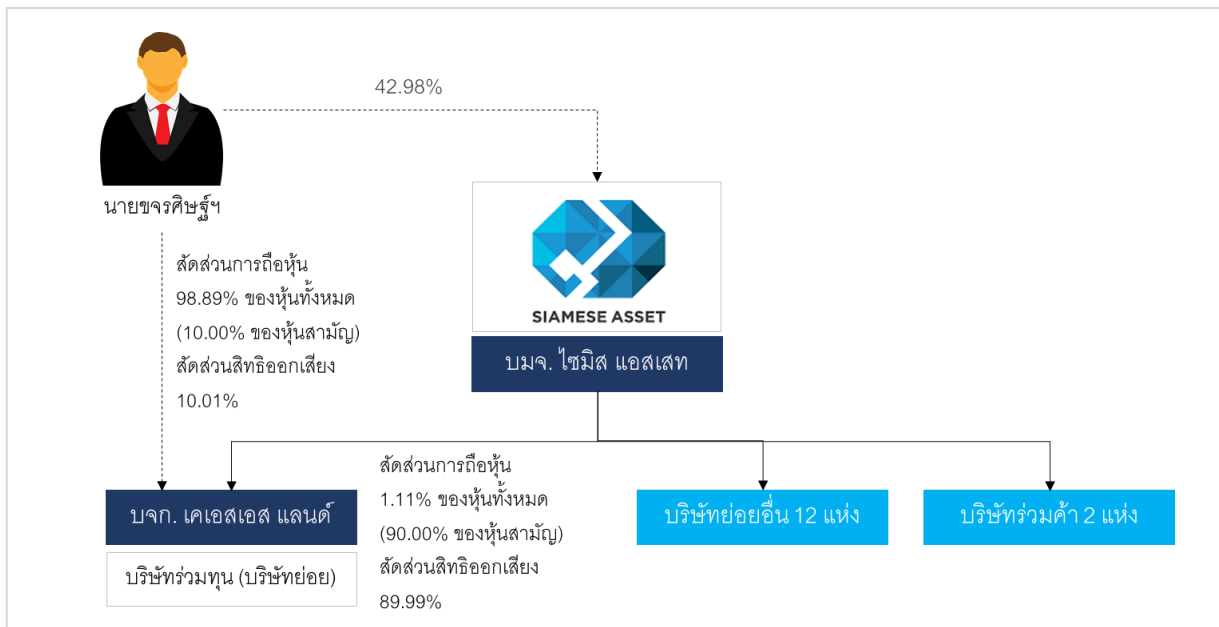 42.98%
นายขจรศิษฐ์ฯ
สัดส่วนการถือหุ้น
98.89% ของหุ้นทั้งหมด
(10.00% ของหุ้นสามัญ)
สัดส่วนสิทธิออกเสียง
10.01%
SIAMESE ASSET
บมจ. ไซมิส แอสเสท
สัดส่วนการถือหุ้น
1.11% ของหุ้นทั้งหมด
(90.00% ของหุ้นสามัญ)
สัดส่วนสิทธิออกเสียง
89.99%
บจก. เคเอสเอส แลนด์
บริษัทร่วมทุน (บริษัทย่อย)
บริษัทย่อยอื่น 12 แห่ง
บริษัทร่วมค้า 2 แห่ง